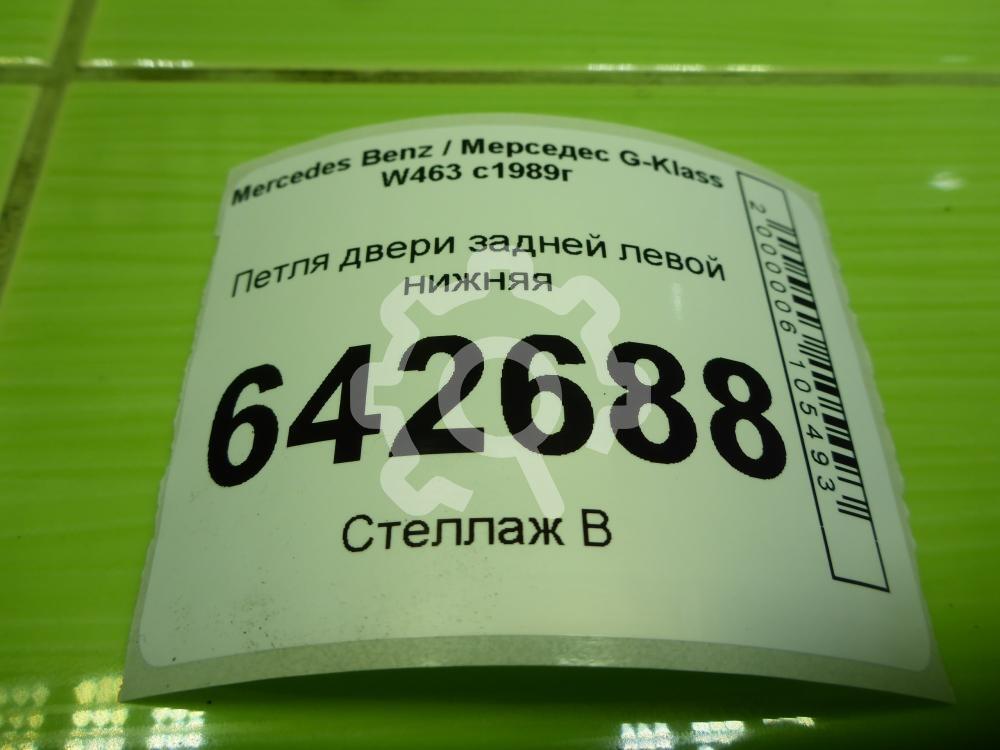 Mercedes Benz / Мерседес G-Klass
W463 с1989г
Петля двери задней левой
нижняя
642688
Стеллаж В
2000006105493